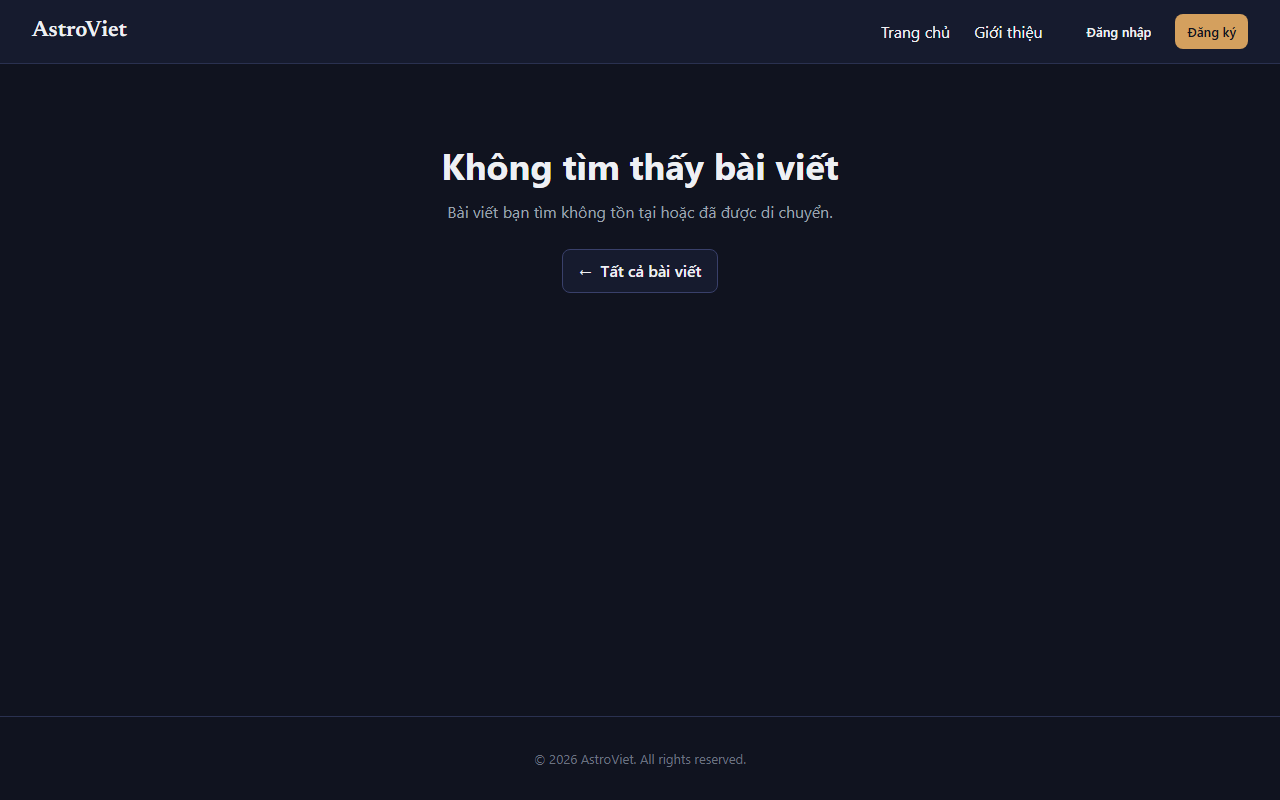 AstroViet
Trang chủ
Giới thiệu
Đăng nhập
Đăng ký
Không tìm thấy bài viết
Bài viết bạn tìm không tồn tại hoặc đã được di chuyển.
← Tất cả bài viết
© 2026 AstroViet. All rights reserved.